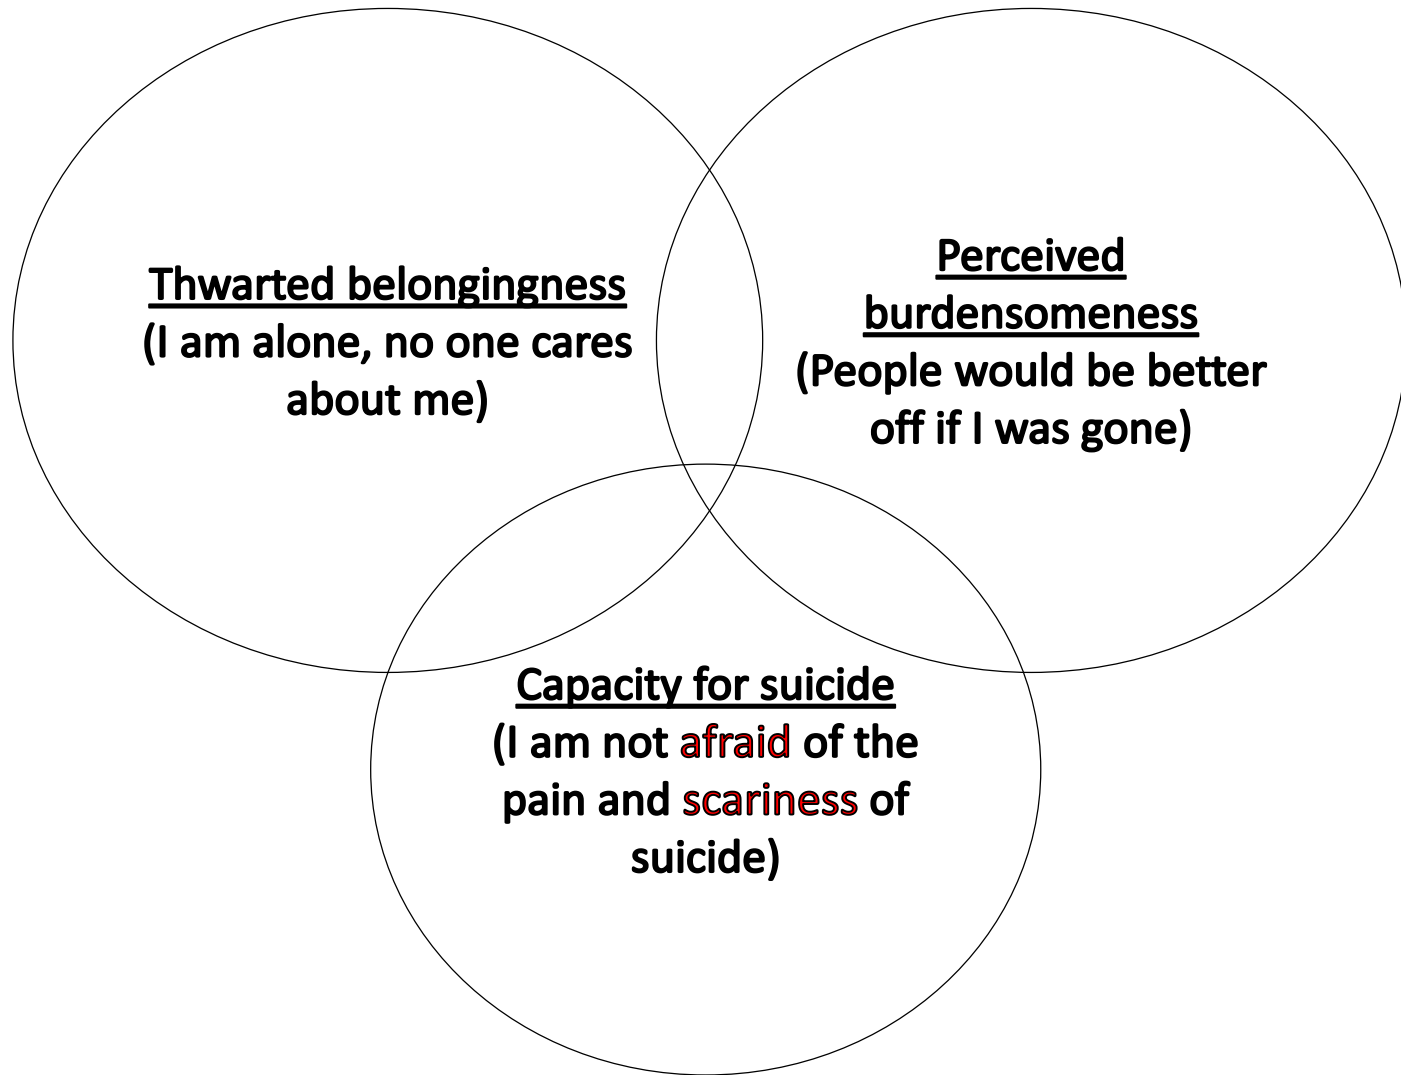 Thwarted belongingness
(I am alone, no one cares
about me)
Perceived
burdensomeness
(People would be better
off if I was gone)
Capacity for suicide
(I am not afraid of the
pain and scariness of
suicide)